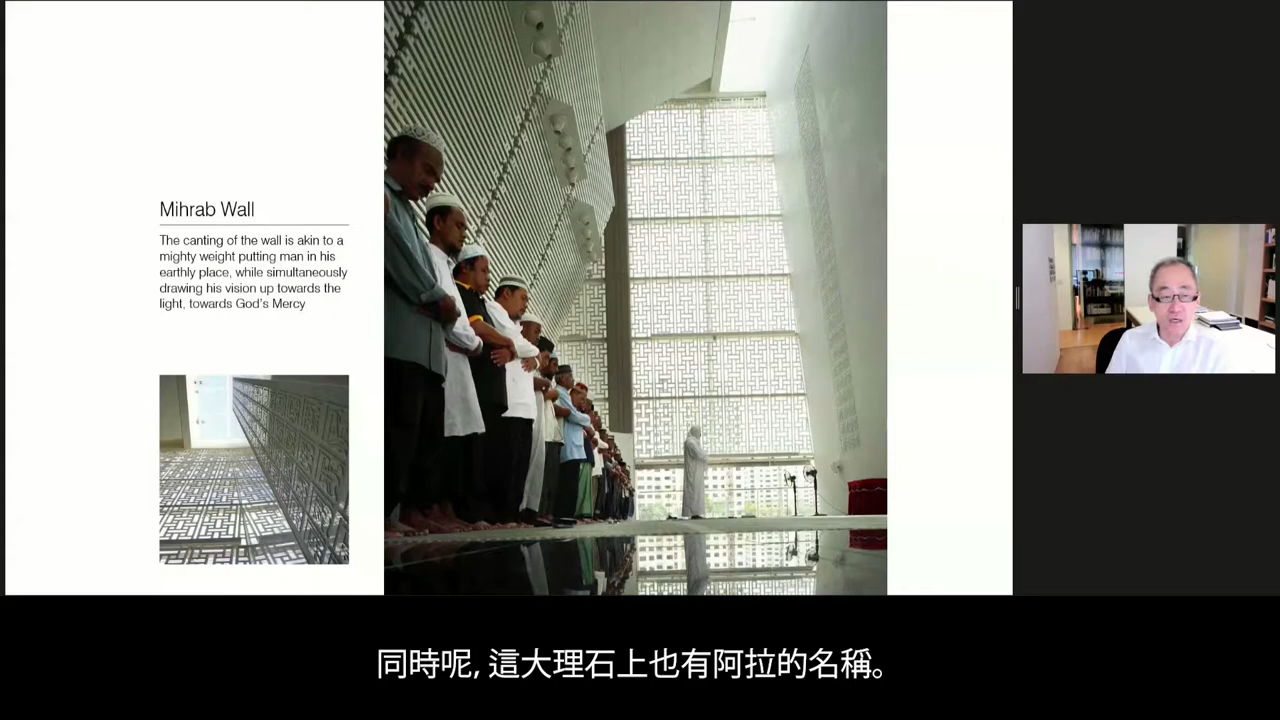 Mihrab Wall
The canting of the wall is akin to a
mighty weight putting man in his
earthly place, while simultaneously
drawing his vision up towards the
light, towards God's Mercy
同時呢, 這大理石上也有阿拉的名稱。